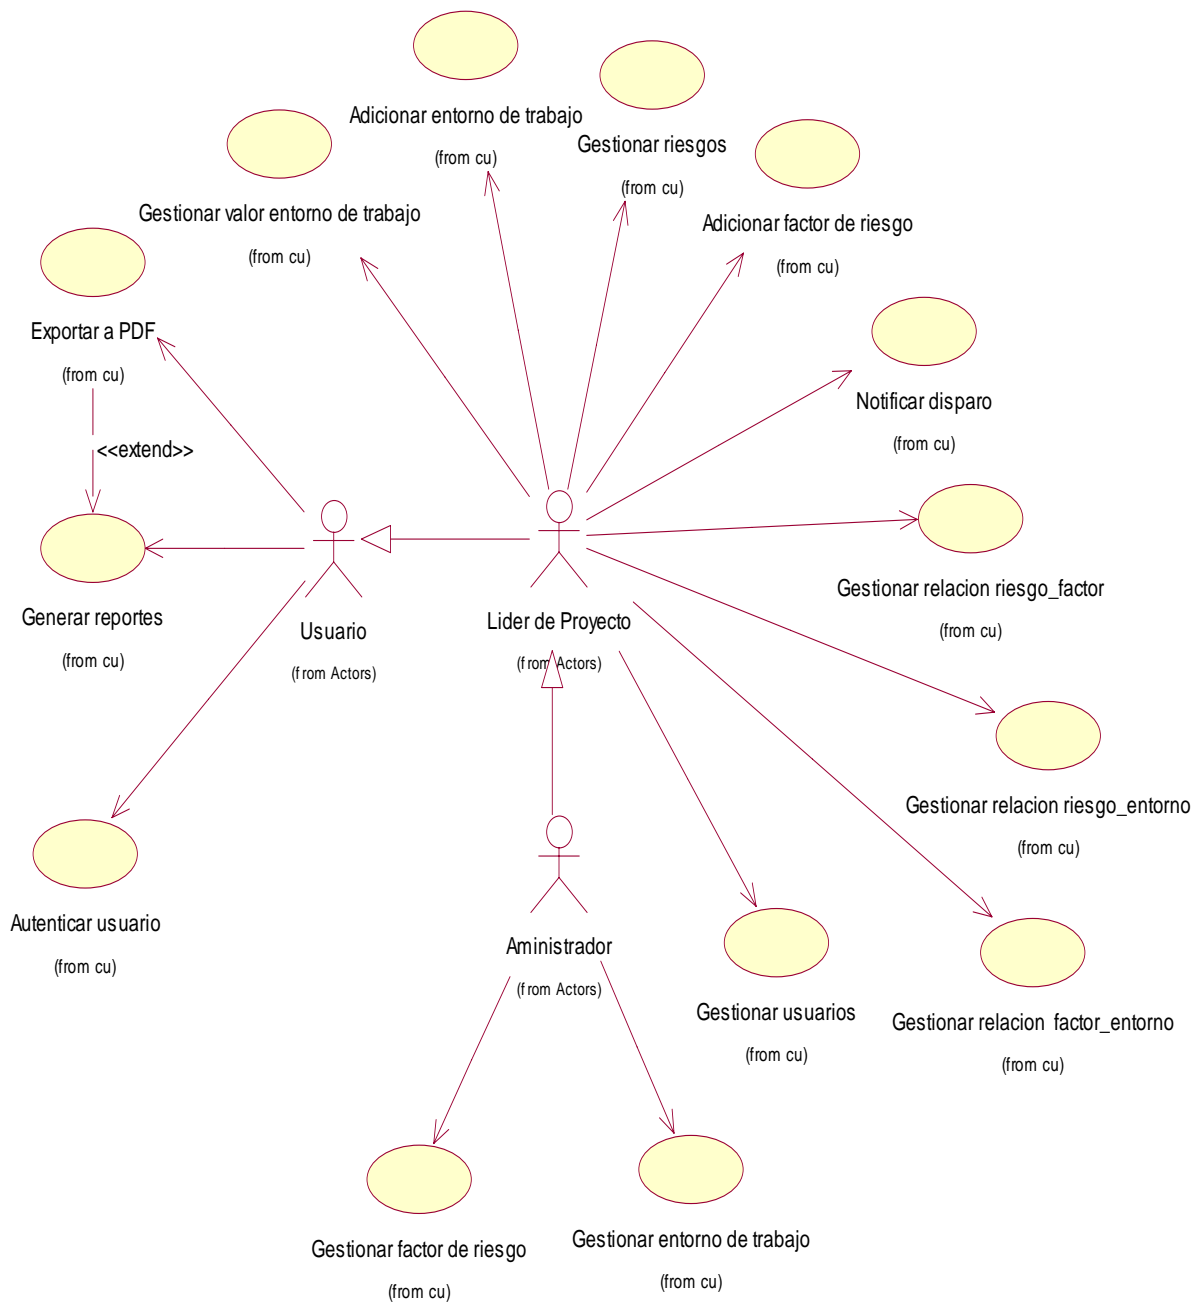 Adicionar entorno de trabajo
(from cu)
Gestionar riesgos
(from cu)
Gestionar valor entorno de trabajo
(from cu)
Adicionar factor de riesgo
(from cu)
Exportar a PDF
(from cu)
Notificar disparo
(from cu)
<<extend>>
Generar reportes
(from cu)
Usuario
(from Actors)
Lider de Proyecto
(from Actors)
Gestionar relacion riesgo_factor
(from cu)
Gestionar relacion riesgo_entorno
(from cu)
Autenticar usuario
(from cu)
Aministrador
(from Actors)
Gestionar usuarios
(from cu)
Gestionar relacion factor_entorno
(from cu)
Gestionar factor de riesgo
(from cu)
Gestionar entorno de trabajo
(from cu)